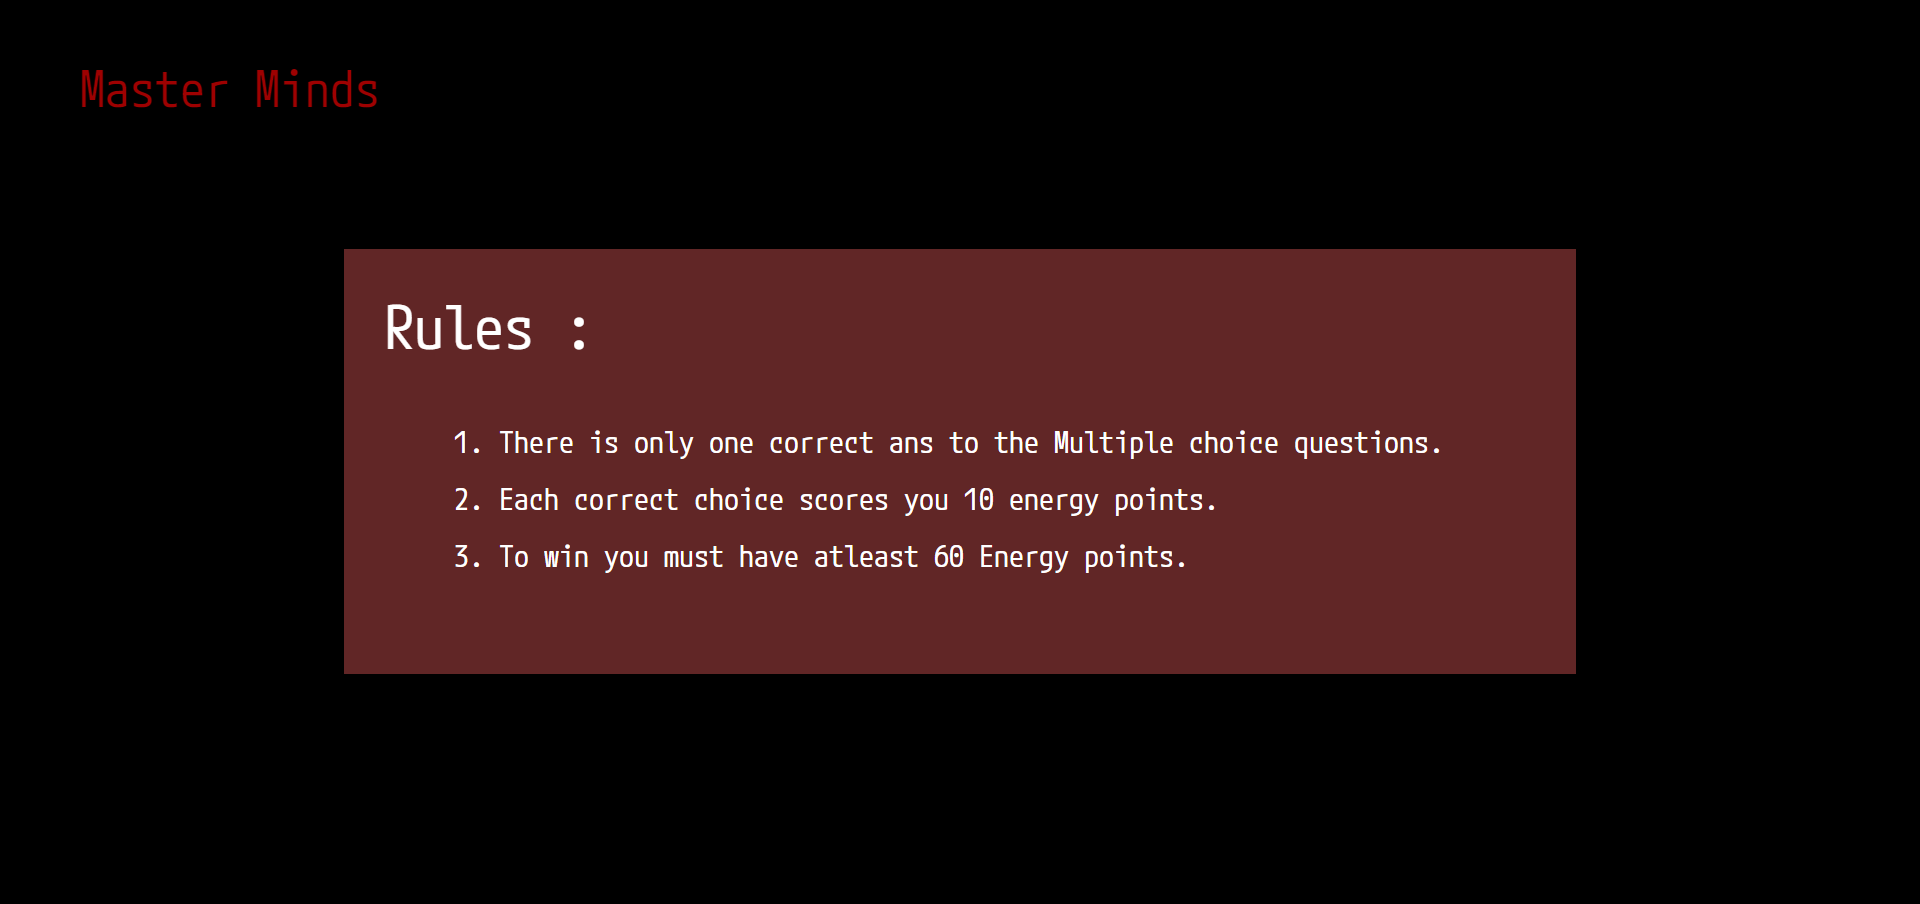 Master Minds
Rules :
1. There is only one correct ans to the Multiple choice questions.
2. Each correct choice scores you 10 energy points.
3. To win you must have atleast 60 Energy points.